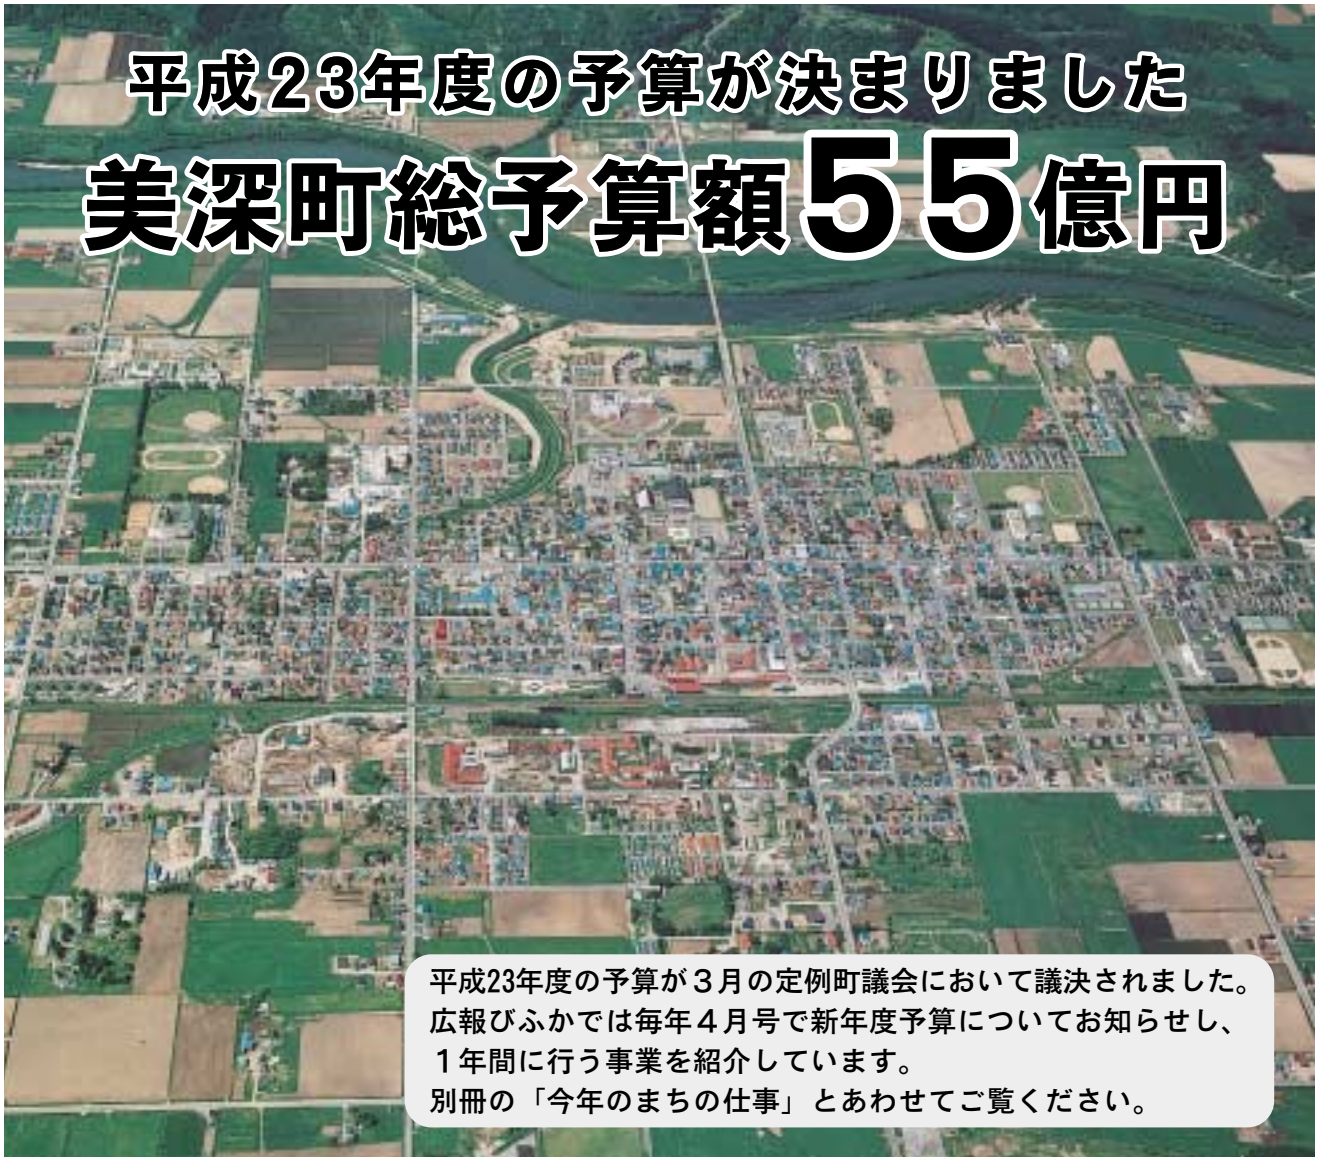 平成23年度の予算が決まりました
美深町総予算額55億円
平成23年度の予算が３月の定例町議会において議決されました。
広報びふかでは毎年４月号で新年度予算についてお知らせし、
１年間に行う事業を紹介しています。
別冊の「今年のまちの仕事」とあわせてご覧ください。